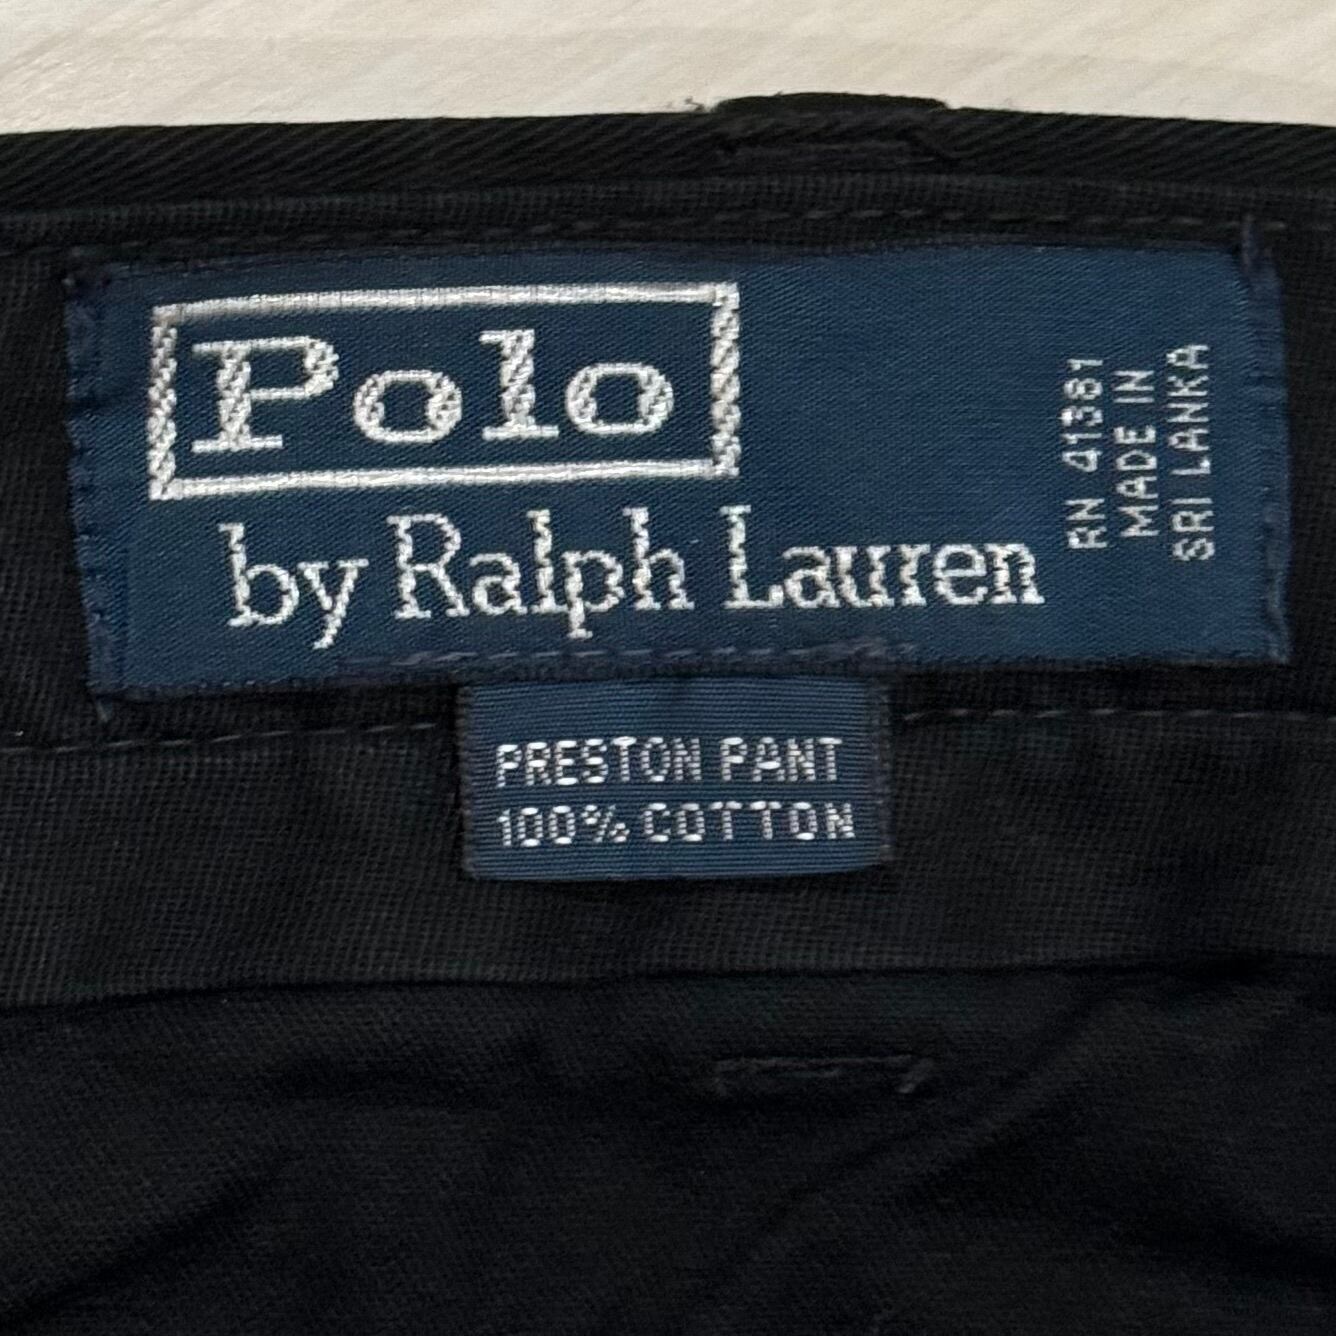 Polo
by Ralph Lauren
RN 41381
MADE IN
SRI LANKA
PRESTON PANT
100% COTTON